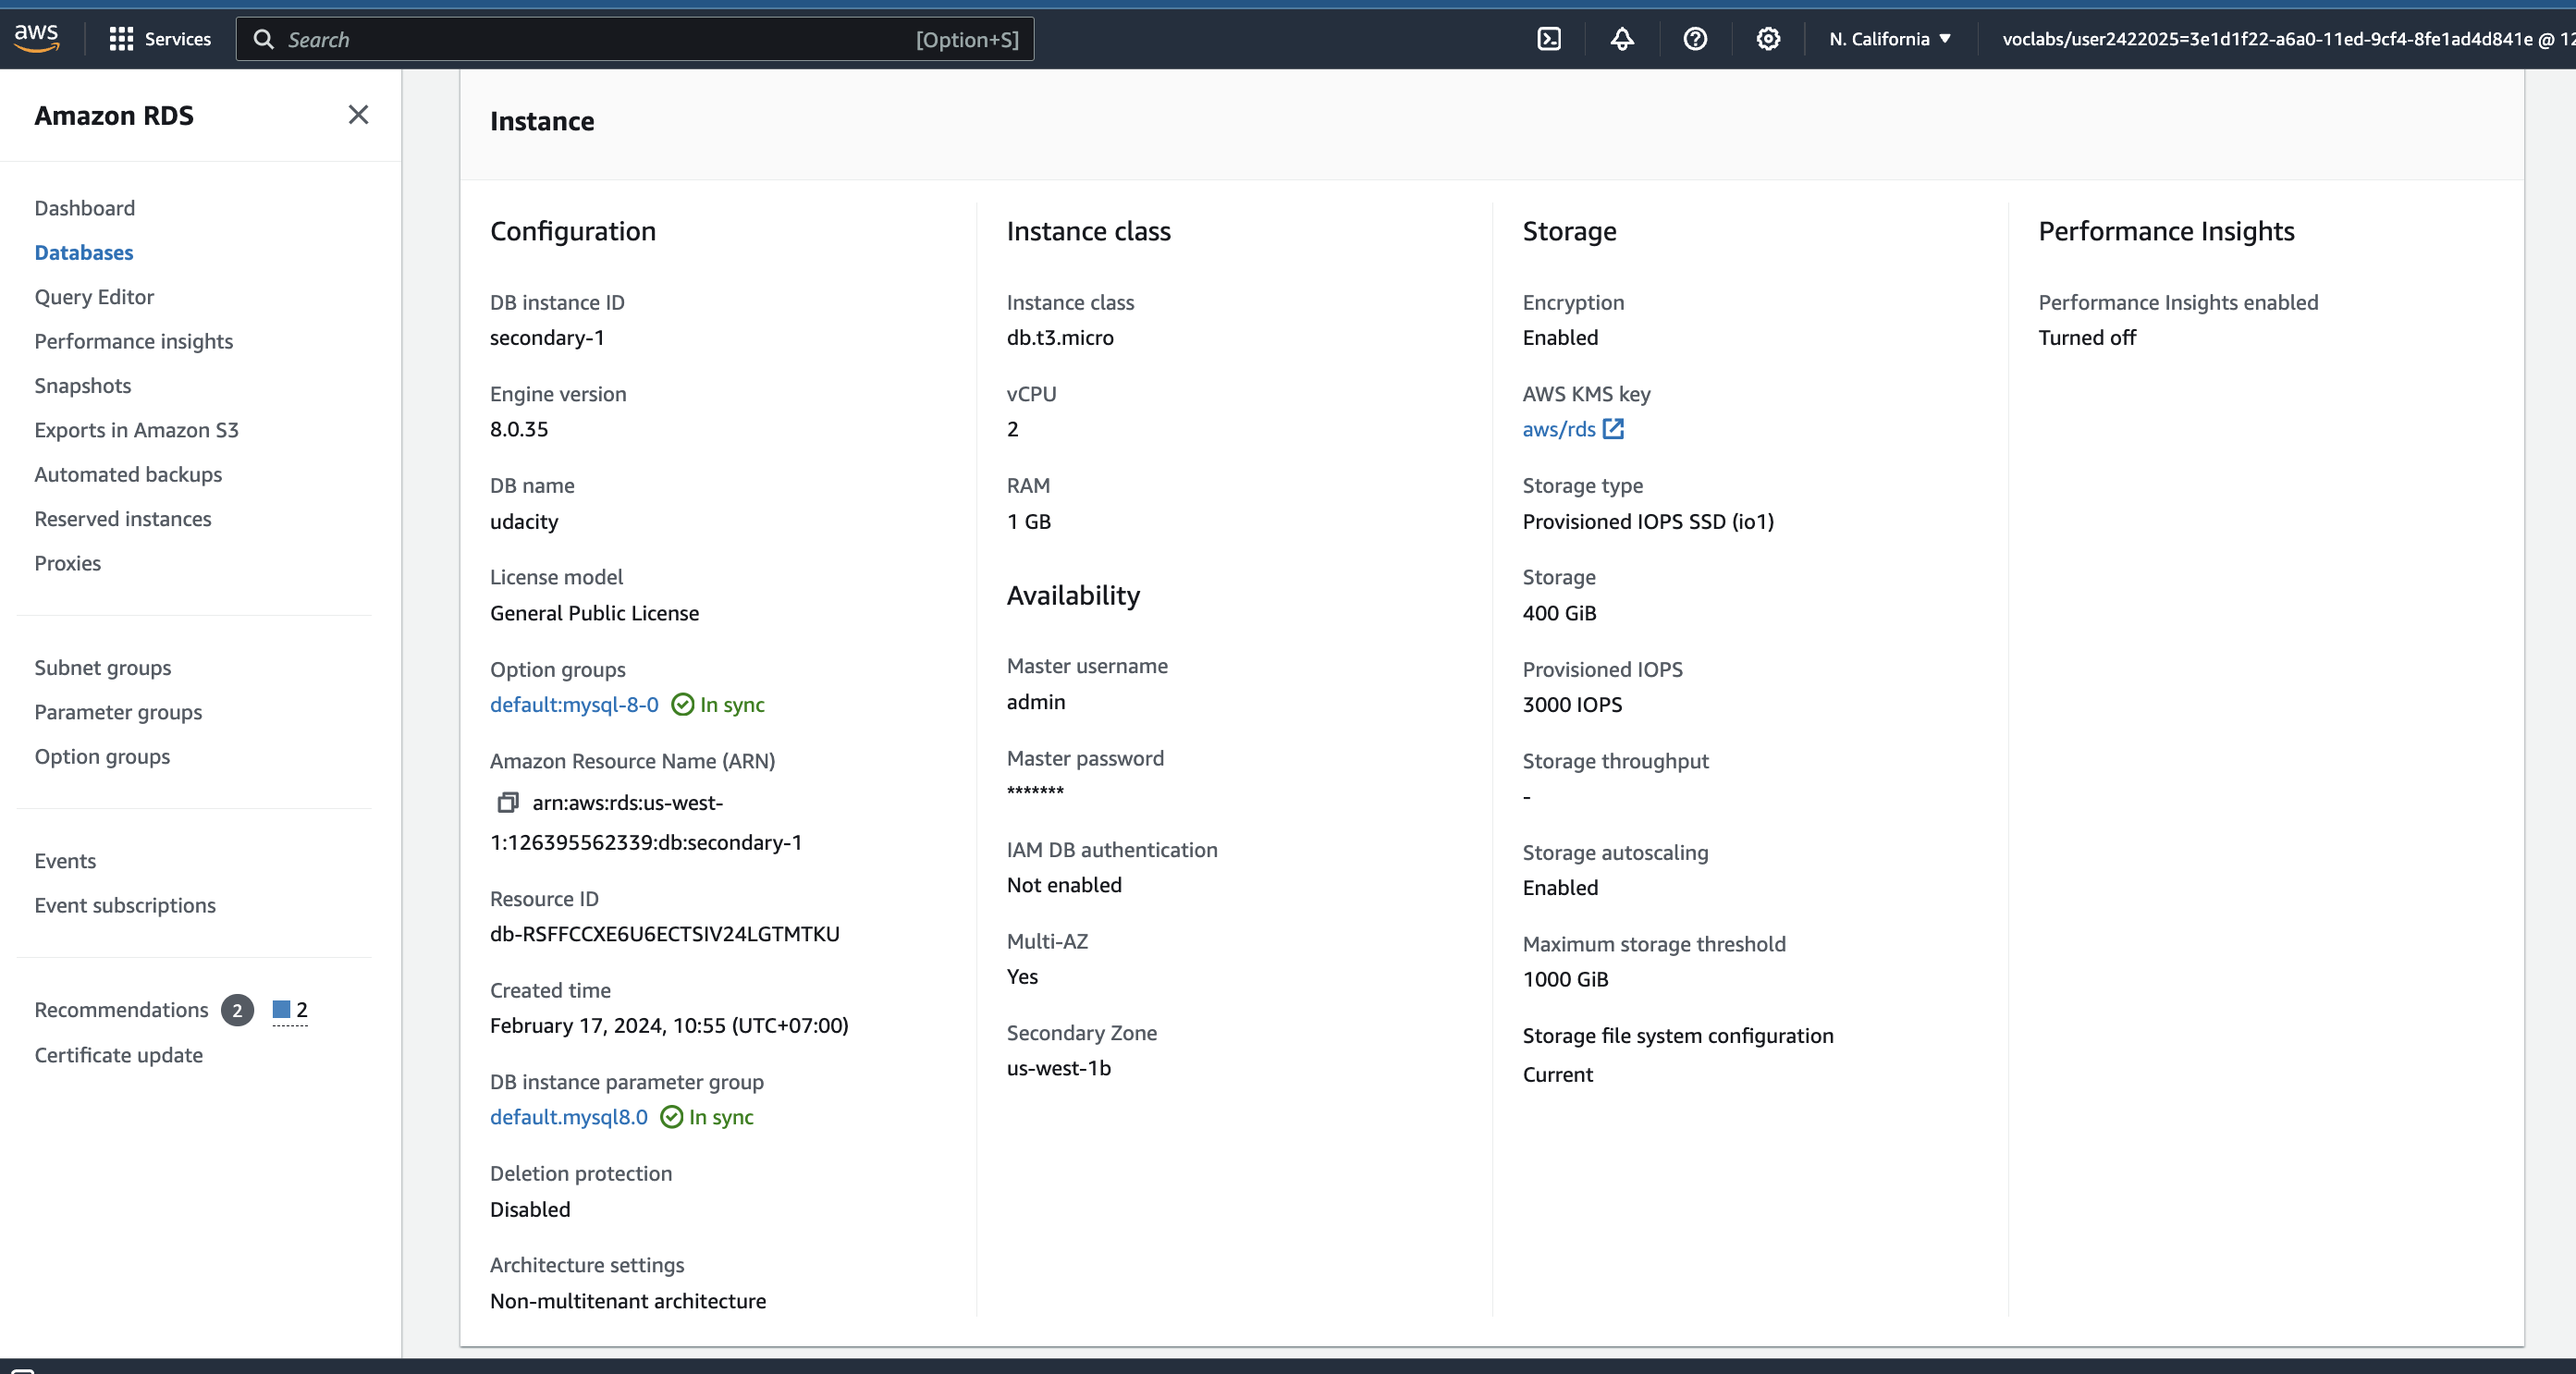 aws
Services
Search
[Option+S]
N. California
voclabs/user2422025=3e1d1f22-a6a0-11ed-9cf4-8fe1ad4d841e @ 12
Amazon RDS
Dashboard
Databases
Query Editor
Performance insights
Snapshots
Exports in Amazon S3
Automated backups
Reserved instances
Proxies
Subnet groups
Parameter groups
Option groups
Events
Event subscriptions
Recommendations 2 2
Certificate update
Instance
Configuration
DB instance ID
secondary-1
Engine version
8.0.35
DB name
udacity
License model
General Public License
Option groups
default:mysql-8-0 In sync
Amazon Resource Name (ARN)
arn:aws:rds:us-west-
1:126395562339:db:secondary-1
Resource ID
db-RSFFCCXE6U6ECTSIV24LGTMTKU
Created time
February 17, 2024, 10:55 (UTC+07:00)
DB instance parameter group
default.mysql8.0 In sync
Deletion protection
Disabled
Architecture settings
Non-multitenant architecture
Instance class
Instance class
db.t3.micro
vCPU
2
RAM
1 GB
Availability
Master username
admin
Master password
*******
IAM DB authentication
Not enabled
Multi-AZ
Yes
Secondary Zone
us-west-1b
Storage
Encryption
Enabled
AWS KMS key
aws/rds
Storage type
Provisioned IOPS SSD (io1)
Storage
400 GiB
Provisioned IOPS
3000 IOPS
Storage throughput
-
Storage autoscaling
Enabled
Maximum storage threshold
1000 GiB
Storage file system configuration
Current
Performance Insights
Performance Insights enabled
Turned off